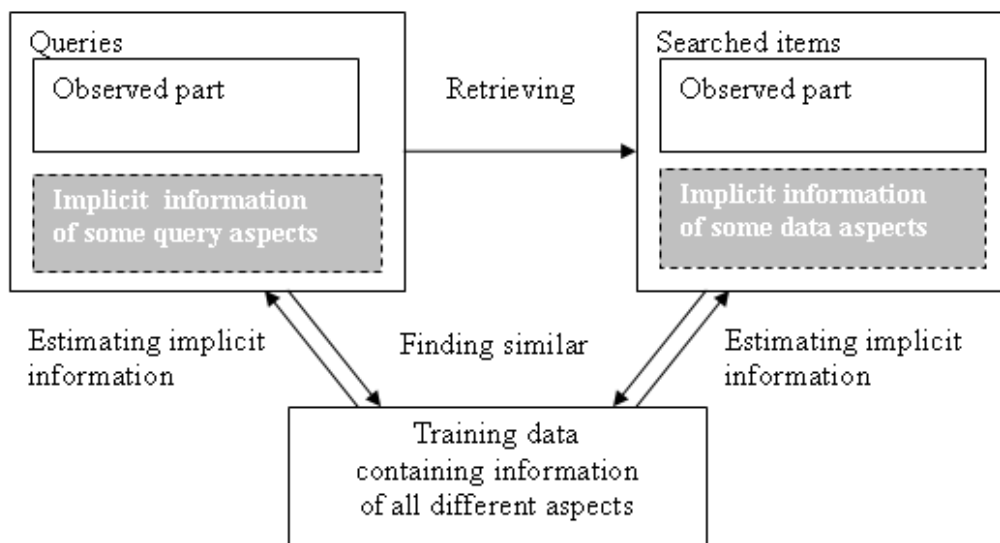 Queries
Observed part
Implicit information
of some query aspects
Retrieving
Searched items
Observed part
Implicit information
of some data aspects
Estimating implicit
information
Finding similar
Estimating implicit
information
Training data
containing information
of all different aspects